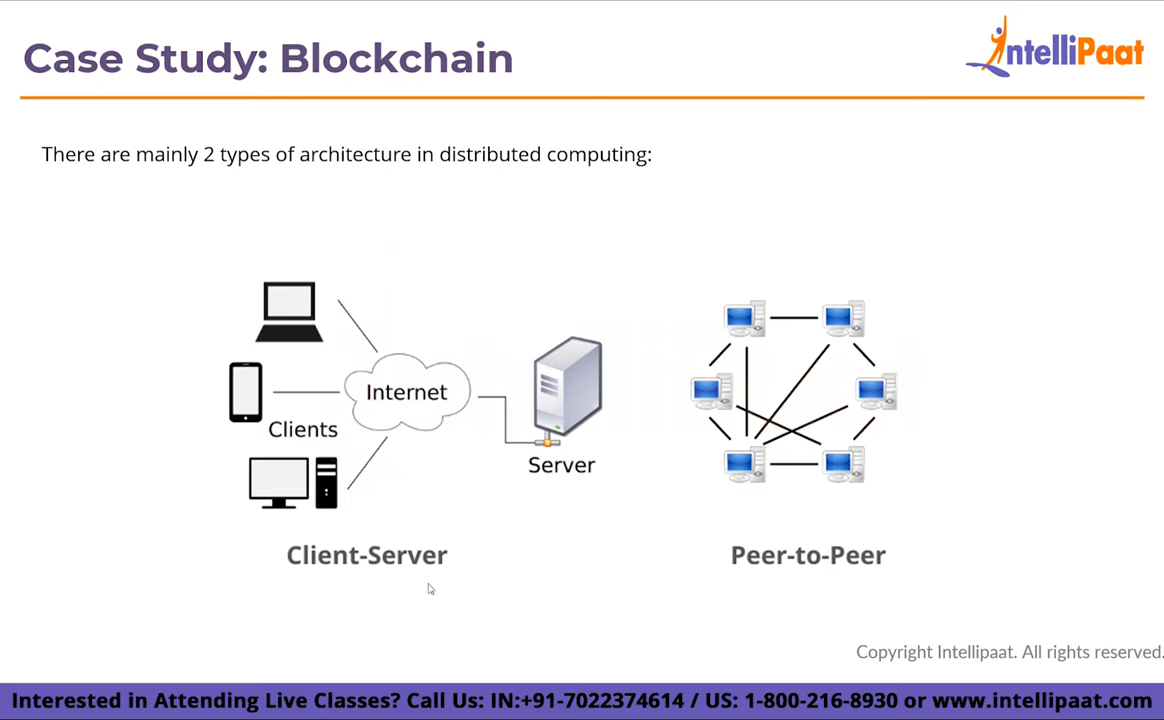 Case Study: Blockchain
IntelliPaat
There are mainly 2 types of architecture in distributed computing:
Internet
Clients
Server
Client-Server
Peer-to-Peer
Copyright Intellipaat. All rights reserved.
Interested in Attending Live Classes? Call Us: IN:+91-7022374614 / US: 1-800-216-8930 or www.intellipaat.com